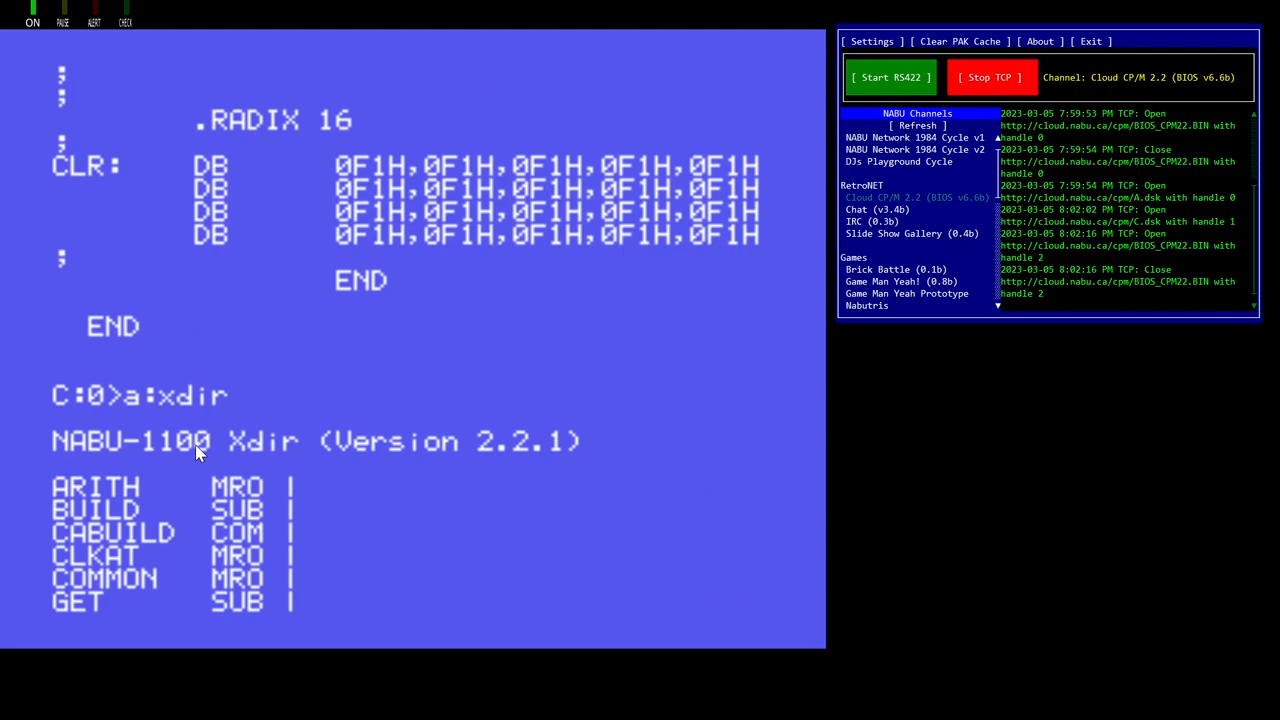 ON PAUSE ALERT CHECK
;
;
.RADIX 16
;
CLR: DB 0F1H,0F1H,0F1H,0F1H,0F1H
DB 0F1H,0F1H,0F1H,0F1H,0F1H
DB 0F1H,0F1H,0F1H,0F1H,0F1H
DB 0F1H,0F1H,0F1H,0F1H,0F1H
;
END
END
C:0>a:xdir
NABU-1100 Xdir (Version 2.2.1)
ARITH MRO |
BUILD SUB |
CABUILD COM |
CLKAT MRO |
COMMON MRO |
GET SUB |
[ Settings ] [ Clear PAK Cache ] [ About ] [ Exit ]
[ Start RS422 ] [ Stop TCP ] Channel: Cloud CP/M 2.2 (BIOS v6.6b)
NABU Channels
[ Refresh ]
NABU Network 1984 Cycle v1
NABU Network 1984 Cycle v2
DJs Playground Cycle
RetroNET
Cloud CP/M 2.2 (BIOS v6.6b)
Chat (v3.4b)
IRC (0.3b)
Slide Show Gallery (0.4b)
Games
Brick Battle (0.1b)
Game Man Yeah! (0.8b)
Game Man Yeah Prototype
Nabutris
2023-03-05 7:59:53 PM TCP: Open
http://cloud.nabu.ca/cpm/BIOS_CPM22.BIN with
handle 0
2023-03-05 7:59:54 PM TCP: Close
http://cloud.nabu.ca/cpm/BIOS_CPM22.BIN with
handle 0
2023-03-05 7:59:54 PM TCP: Open
http://cloud.nabu.ca/cpm/A.dsk with handle 0
2023-03-05 8:02:02 PM TCP: Open
http://cloud.nabu.ca/cpm/C.dsk with handle 1
2023-03-05 8:02:16 PM TCP: Open
http://cloud.nabu.ca/cpm/BIOS_CPM22.BIN with
handle 2
2023-03-05 8:02:16 PM TCP: Close
http://cloud.nabu.ca/cpm/BIOS_CPM22.BIN with
handle 2